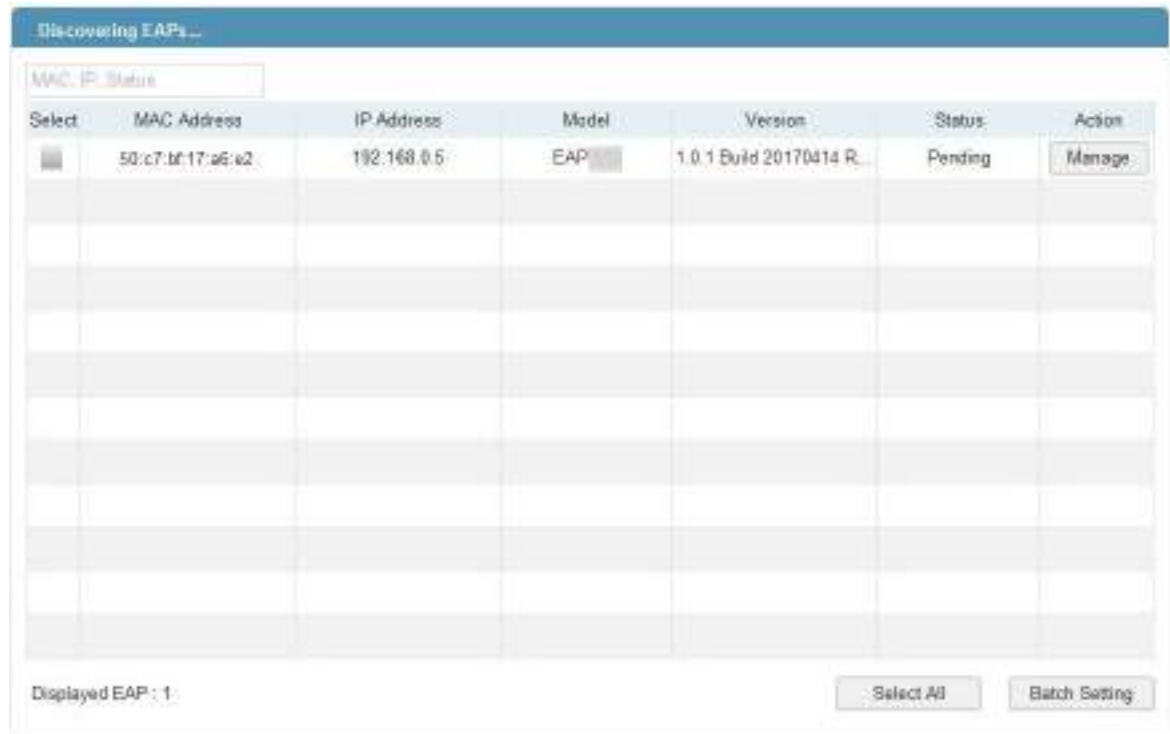 Discovering EAPs...
MAC, IP, Status
Select MAC Address IP Address Model Version Status Action
50:c7:bf:17:a6:e2 192.168.0.5 EAP 1.0.1 Build 20170414 R... Pending Manage
Displayed EAP : 1 Select All Batch Setting